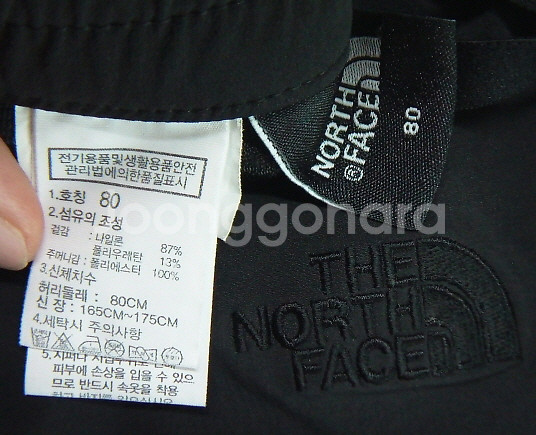 NORTH
FACE
80
전기용품및생활용품안전
관리법에의한품질표시
1.호칭 80
2.섬유의 조성
겉감 : 나일론 87%
폴리우레탄 13%
주머니감 : 폴리에스터 100%
3.신체치수
허리둘레 : 80CM
신 장 : 165CM~175CM
4.세탁시 주의사항
피부에 손상을 입을 수 있으
므로 반드시 속옷을 착용
joonggonara
THE
NORTH
FACE